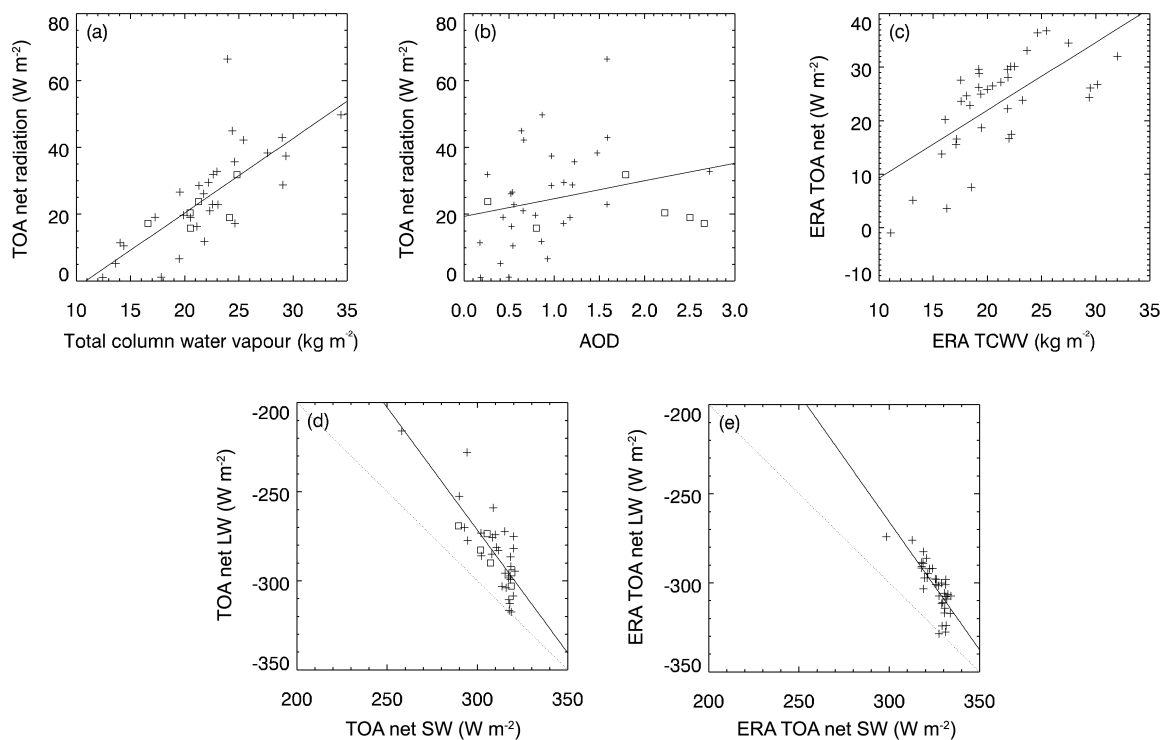 (a)
TOA net radiation (W m-2)
80
60
40
20
0
10 15 20 25 30 35
Total column water vapour (kg m-2)
(b)
TOA net radiation (W m-2)
80
60
40
20
0
0.0 0.5 1.0 1.5 2.0 2.5 3.0
AOD
(c)
ERA TOA net (W m-2)
40
30
20
10
0
-10
10 15 20 25 30 35
ERA TCWV (kg m-2)
(d)
TOA net LW (W m-2)
-200
-250
-300
-350
200 250 300 350
TOA net SW (W m-2)
(e)
ERA TOA net LW (W m-2)
-200
-250
-300
-350
200 250 300 350
ERA TOA net SW (W m-2)